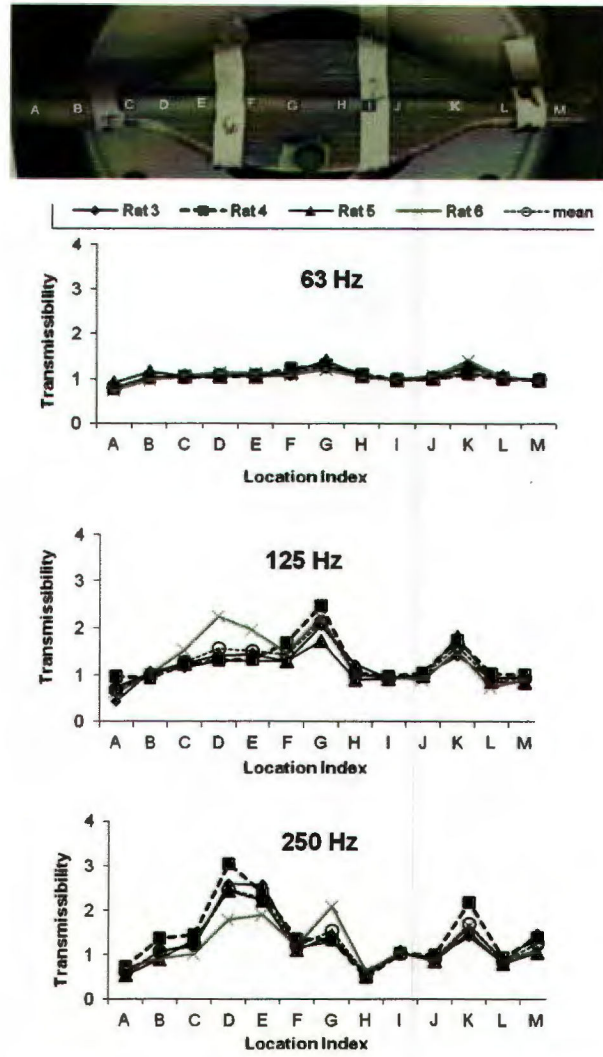 A B C D E F G H I J K L M
Rat 3 Rat 4 Rat 5 Rat 6 mean
63 Hz
Transmissibility
4
3
2
1
0
A B C D E F G H I J K L M
Location Index
125 Hz
Transmissibility
4
3
2
1
0
A B C D E F G H I J K L M
Location Index
250 Hz
Transmissibility
4
3
2
1
0
A B C D E F G H I J K L M
Location Index